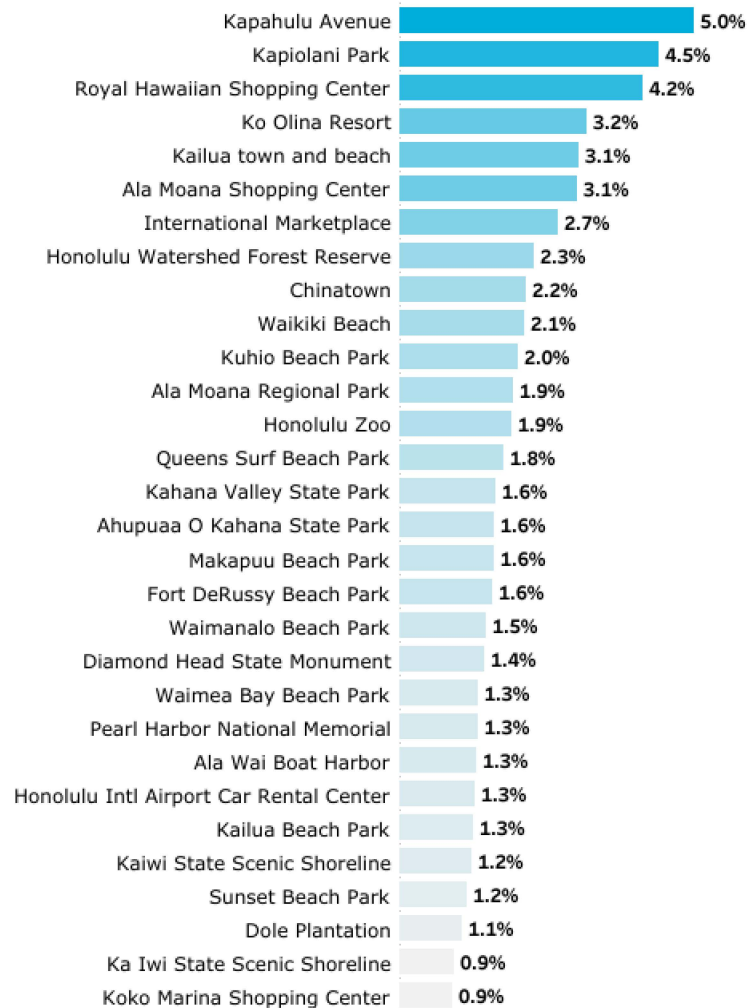 Kapahulu Avenue 5.0%
Kapiolani Park 4.5%
Royal Hawaiian Shopping Center 4.2%
Ko Olina Resort 3.2%
Kailua town and beach 3.1%
Ala Moana Shopping Center 3.1%
International Marketplace 2.7%
Honolulu Watershed Forest Reserve 2.3%
Chinatown 2.2%
Waikiki Beach 2.1%
Kuhio Beach Park 2.0%
Ala Moana Regional Park 1.9%
Honolulu Zoo 1.9%
Queens Surf Beach Park 1.8%
Kahana Valley State Park 1.6%
Ahupuaa O Kahana State Park 1.6%
Makapuu Beach Park 1.6%
Fort DeRussy Beach Park 1.6%
Waimanalo Beach Park 1.5%
Diamond Head State Monument 1.4%
Waimea Bay Beach Park 1.3%
Pearl Harbor National Memorial 1.3%
Ala Wai Boat Harbor 1.3%
Honolulu Intl Airport Car Rental Center 1.3%
Kailua Beach Park 1.3%
Kaiwi State Scenic Shoreline 1.2%
Sunset Beach Park 1.2%
Dole Plantation 1.1%
Ka Iwi State Scenic Shoreline 0.9%
Koko Marina Shopping Center 0.9%